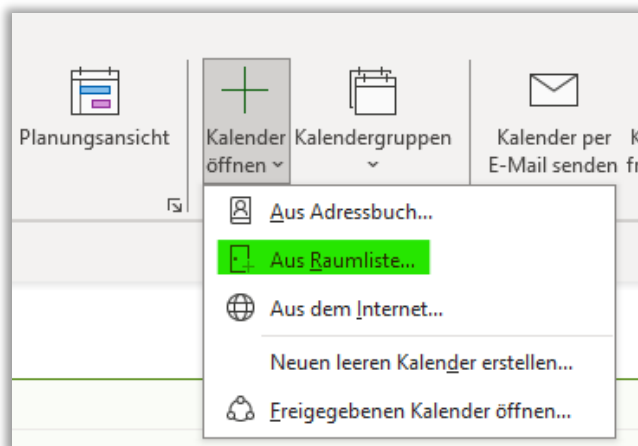 Planungsansicht
Kalender öffnen
Kalendergruppen
Kalender per
E-Mail senden
Aus Adressbuch...
Aus Raumliste...
Aus dem Internet...
Neuen leeren Kalender erstellen...
Freigegebenen Kalender öffnen...